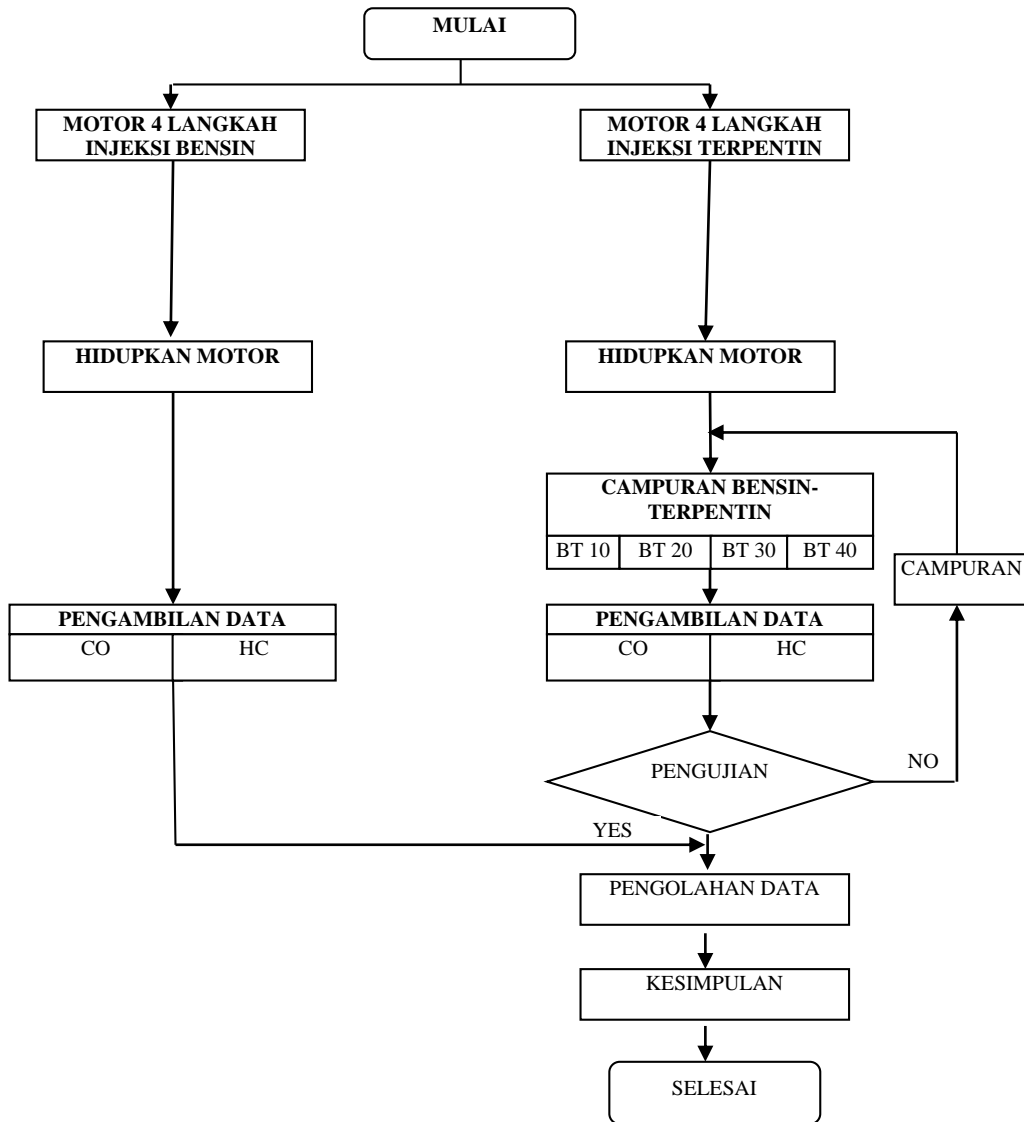 MULAI
MOTOR 4 LANGKAH
INJEKSI BENSIN
MOTOR 4 LANGKAH
INJEKSI TERPENTIN
HIDUPKAN MOTOR
HIDUPKAN MOTOR
CAMPURAN BENSIN-
TERPENTIN
BT 10 BT 20 BT 30 BT 40
CAMPURAN
PENGAMBILAN DATA
CO HC
PENGAMBILAN DATA
CO HC
PENGUJIAN
NO
YES
PENGOLAHAN DATA
KESIMPULAN
SELESAI